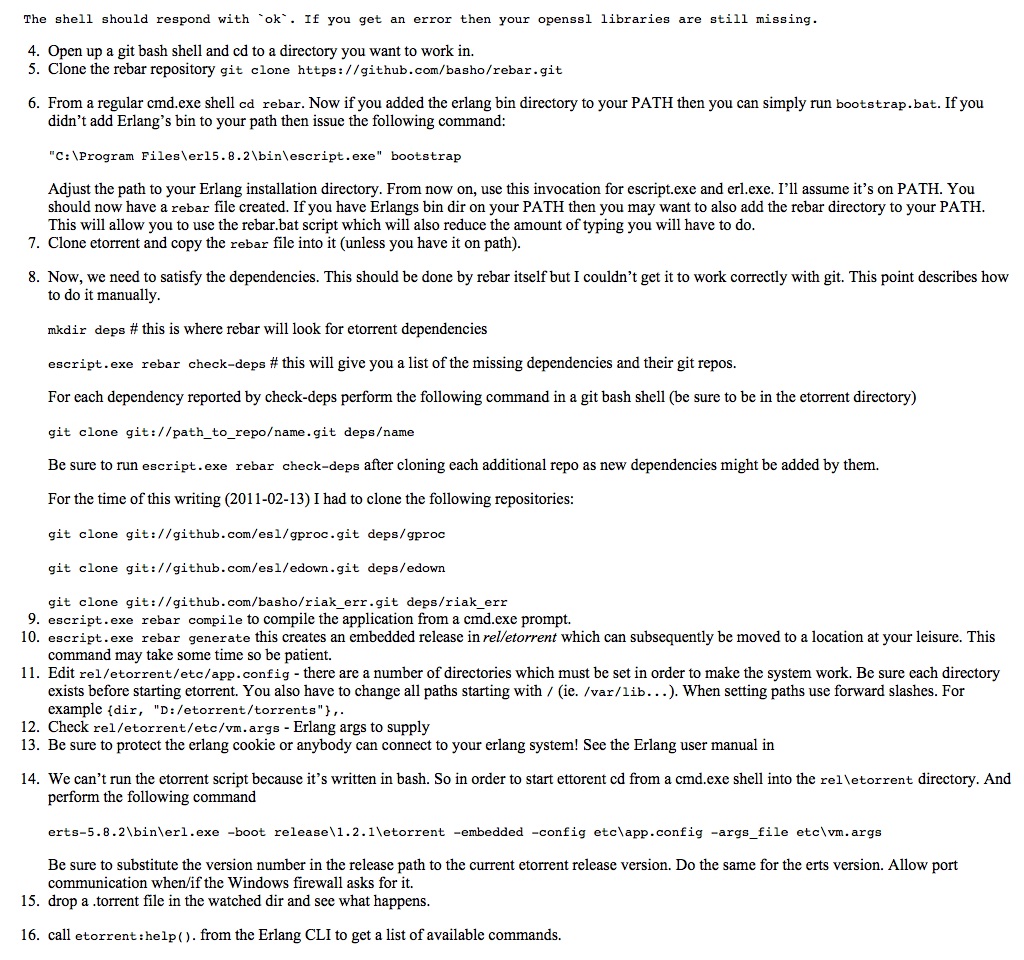 The shell should respond with `ok`. If you get an error then your openssl libraries are still missing.
4. Open up a git bash shell and cd to a directory you want to work in.
5. Clone the rebar repository git clone https://github.com/basho/rebar.git
6. From a regular cmd.exe shell cd rebar. Now if you added the erlang bin directory to your PATH then you can simply run bootstrap.bat. If you
didn’t add Erlang’s bin to your path then issue the following command:
"C:\Program Files\erl5.8.2\bin\escript.exe" bootstrap
Adjust the path to your Erlang installation directory. From now on, use this invocation for escript.exe and erl.exe. I’ll assume it’s on PATH. You
should now have a rebar file created. If you have Erlangs bin dir on your PATH then you may want to also add the rebar directory to your PATH.
This will allow you to use the rebar.bat script which will also reduce the amount of typing you will have to do.
7. Clone etorrent and copy the rebar file into it (unless you have it on path).
8. Now, we need to satisfy the dependencies. This should be done by rebar itself but I couldn’t get it to work correctly with git. This point describes how
to do it manually.
mkdir deps # this is where rebar will look for etorrent dependencies
escript.exe rebar check-deps # this will give you a list of the missing dependencies and their git repos.
For each dependency reported by check-deps perform the following command in a git bash shell (be sure to be in the etorrent directory)
git clone git://path_to_repo/name.git deps/name
Be sure to run escript.exe rebar check-deps after cloning each additional repo as new dependencies might be added by them.
For the time of this writing (2011-02-13) I had to clone the following repositories:
git clone git://github.com/esl/gproc.git deps/gproc
git clone git://github.com/esl/edown.git deps/edown
git clone git://github.com/basho/riak_err.git deps/riak_err
9. escript.exe rebar compile to compile the application from a cmd.exe prompt.
10. escript.exe rebar generate this creates an embedded release in rel/etorrent which can subsequently be moved to a location at your leisure. This
command may take some time so be patient.
11. Edit rel/etorrent/etc/app.config - there are a number of directories which must be set in order to make the system work. Be sure each directory
exists before starting etorrent. You also have to change all paths starting with / (ie. /var/lib...). When setting paths use forward slashes. For
example {dir, "D:/etorrent/torrents"},.
12. Check rel/etorrent/etc/vm.args - Erlang args to supply
13. Be sure to protect the erlang cookie or anybody can connect to your erlang system! See the Erlang user manual in
14. We can’t run the etorrent script because it’s written in bash. So in order to start ettorent cd from a cmd.exe shell into the rel\etorrent directory. And
perform the following command
erts-5.8.2\bin\erl.exe -boot release\1.2.1\etorrent -embedded -config etc\app.config -args_file etc\vm.args
Be sure to substitute the version number in the release path to the current etorrent release version. Do the same for the erts version. Allow port
communication when/if the Windows firewall asks for it.
15. drop a .torrent file in the watched dir and see what happens.
16. call etorrent:help(). from the Erlang CLI to get a list of available commands.